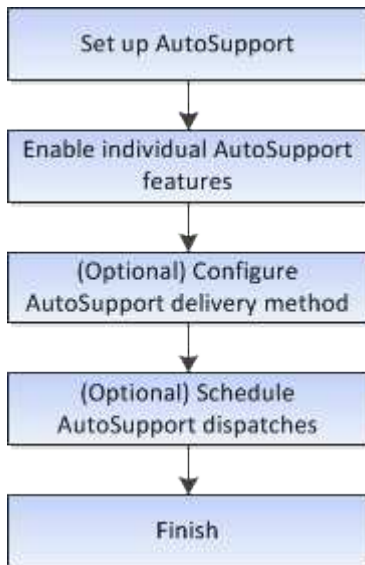 Set up AutoSupport
Enable individual AutoSupport
features
(Optional) Configure
AutoSupport delivery method
(Optional) Schedule
AutoSupport dispatches
Finish